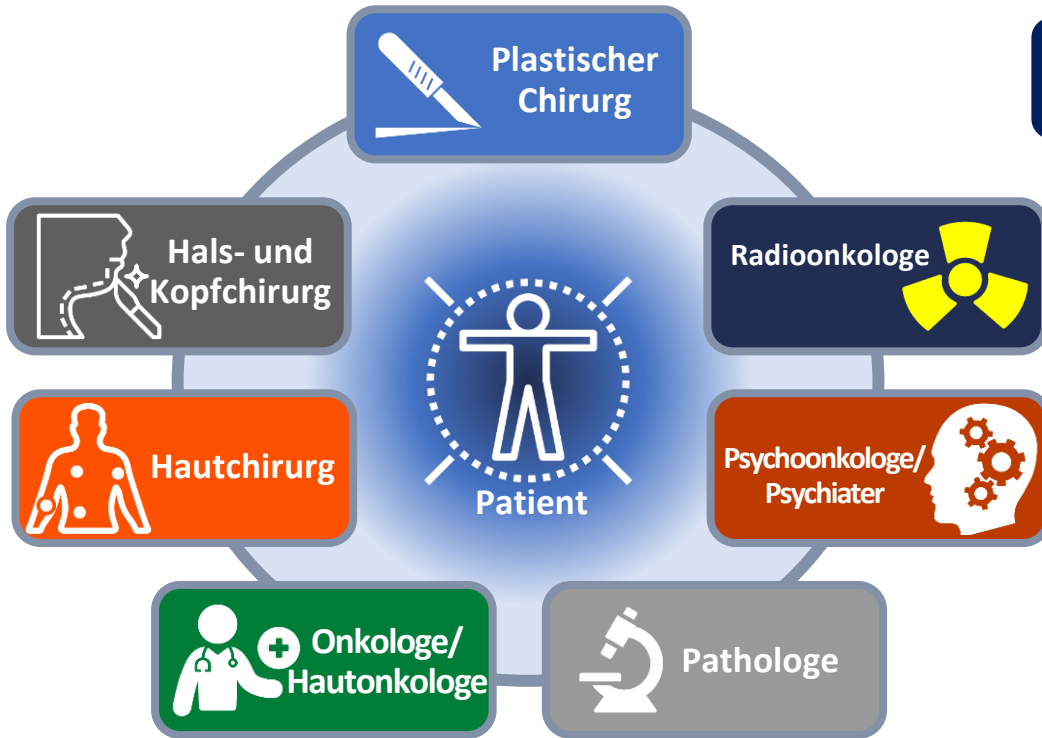 Plastischer
Chirurg
Hals- und
Kopfchirurg
Radioonkologe
Hautchirurg
Psychoonkologe/
Psychiater
Patient
Onkologe/
Hautonkologe
Pathologe